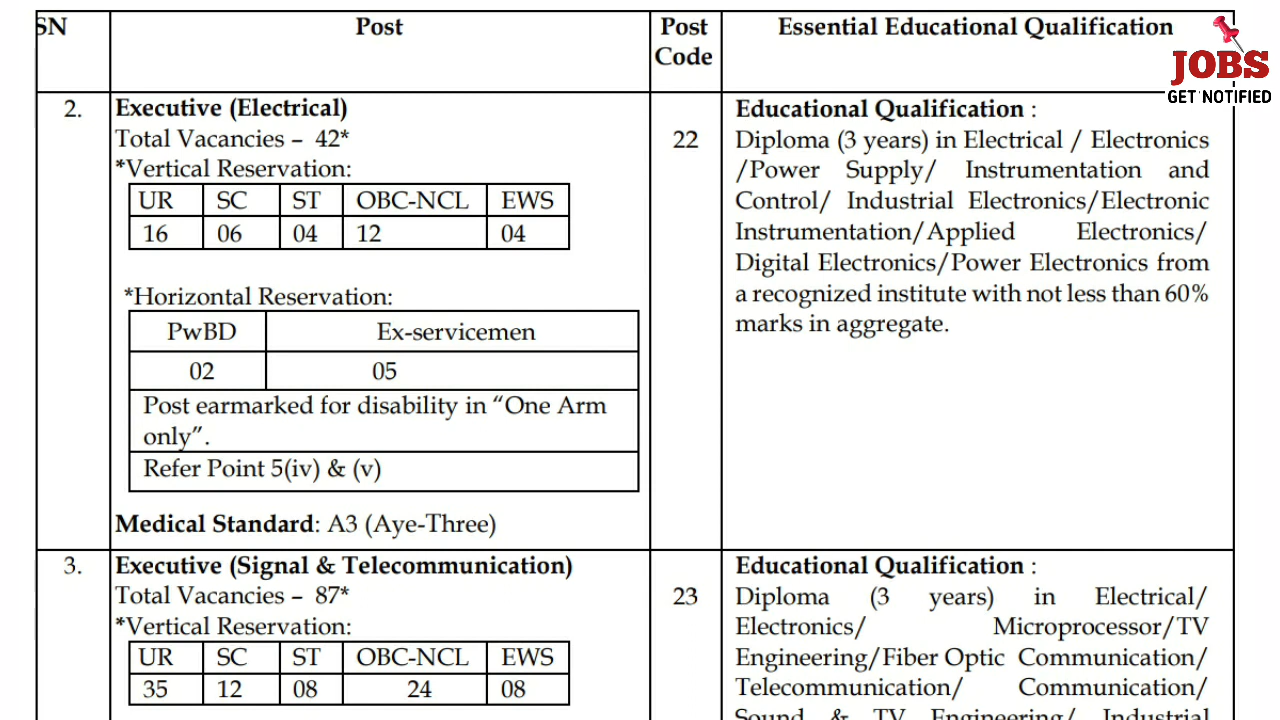 SN Post Post Code Essential Educational Qualification
JOBS
GET NOTIFIED
2. Executive (Electrical)
Total Vacancies – 42*
*Vertical Reservation:
UR SC ST OBC-NCL EWS
16 06 04 12 04
*Horizontal Reservation:
PwBD Ex-servicemen
02 05
Post earmarked for disability in “One Arm
only”.
Refer Point 5(iv) & (v)
Medical Standard: A3 (Aye-Three)
22
Educational Qualification :
Diploma (3 years) in Electrical / Electronics
/Power Supply/ Instrumentation and
Control/ Industrial Electronics/Electronic
Instrumentation/Applied Electronics/
Digital Electronics/Power Electronics from
a recognized institute with not less than 60%
marks in aggregate.
3. Executive (Signal & Telecommunication)
Total Vacancies – 87*
*Vertical Reservation:
UR SC ST OBC-NCL EWS
35 12 08 24 08
23
Educational Qualification :
Diploma (3 years) in Electrical/
Electronics/ Microprocessor/TV
Engineering/Fiber Optic Communication/
Telecommunication/ Communication/
Sound & TV Engineering/ Industrial